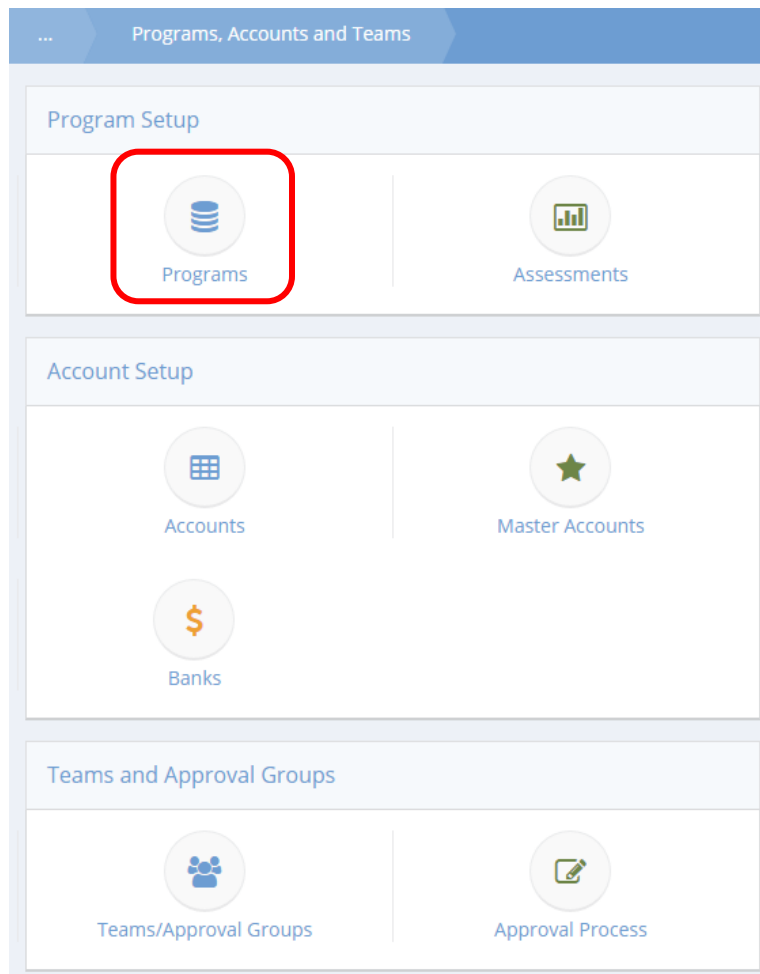 ... Programs, Accounts and Teams
Program Setup
Programs Assessments
Account Setup
Accounts Master Accounts
$
Banks
Teams and Approval Groups
Teams/Approval Groups Approval Process